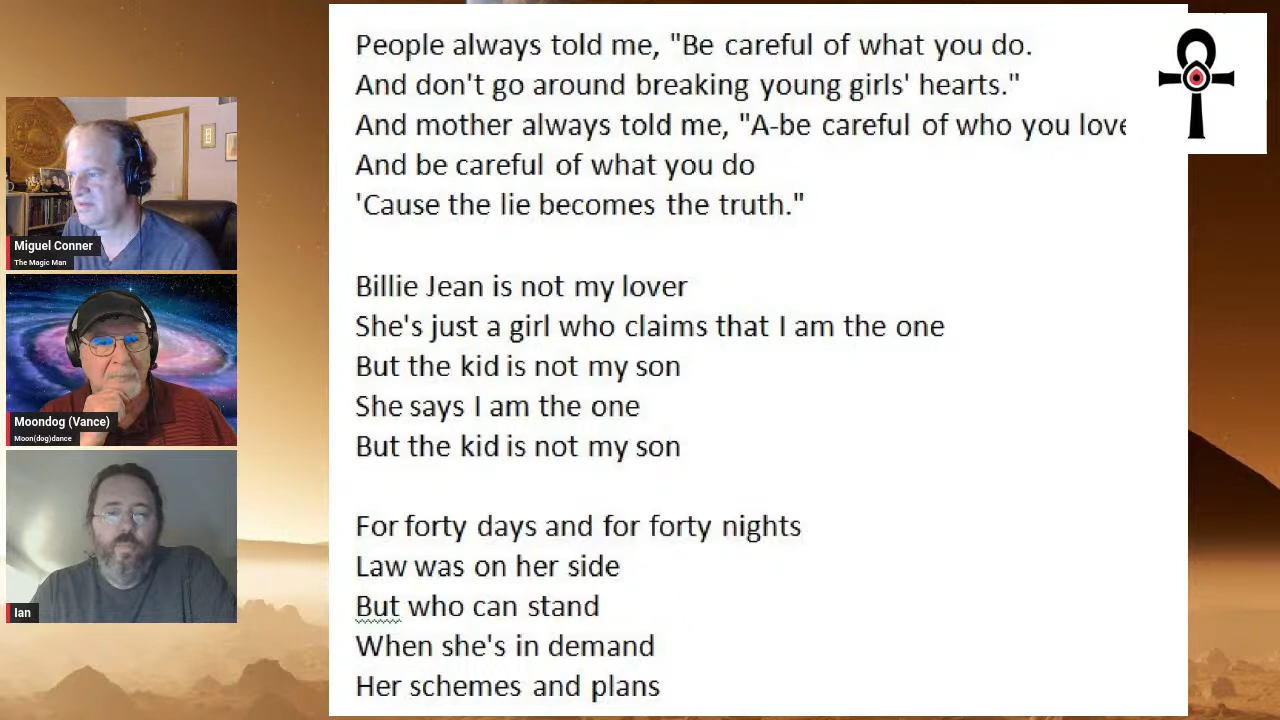 People always told me, "Be careful of what you do.
And don't go around breaking young girls' hearts."
And mother always told me, "A-be careful of who you love
And be careful of what you do
'Cause the lie becomes the truth."
Billie Jean is not my lover
She's just a girl who claims that I am the one
But the kid is not my son
She says I am the one
But the kid is not my son
For forty days and for forty nights
Law was on her side
But who can stand
When she's in demand
Her schemes and plans
Miguel Conner
The Magic Man
Moondog (Vance)
Moon(dog)dance
Ian